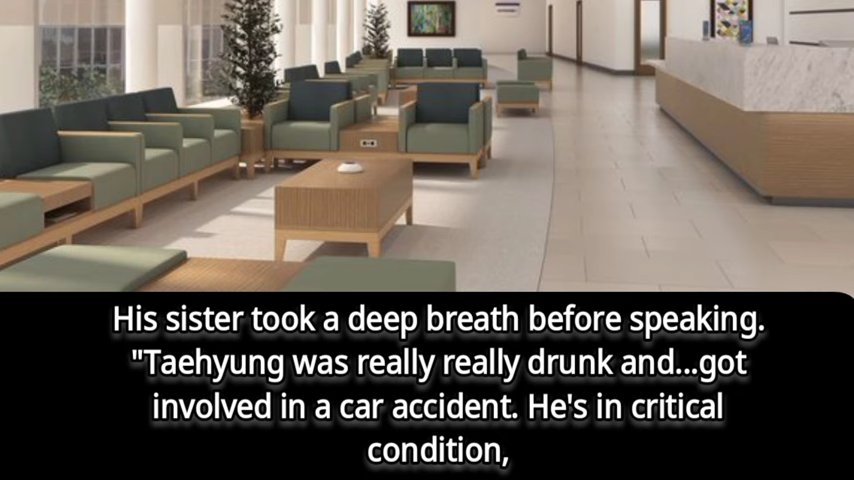 His sister took a deep breath before speaking.
"Taehyung was really really drunk and...got
involved in a car accident. He's in critical
condition,